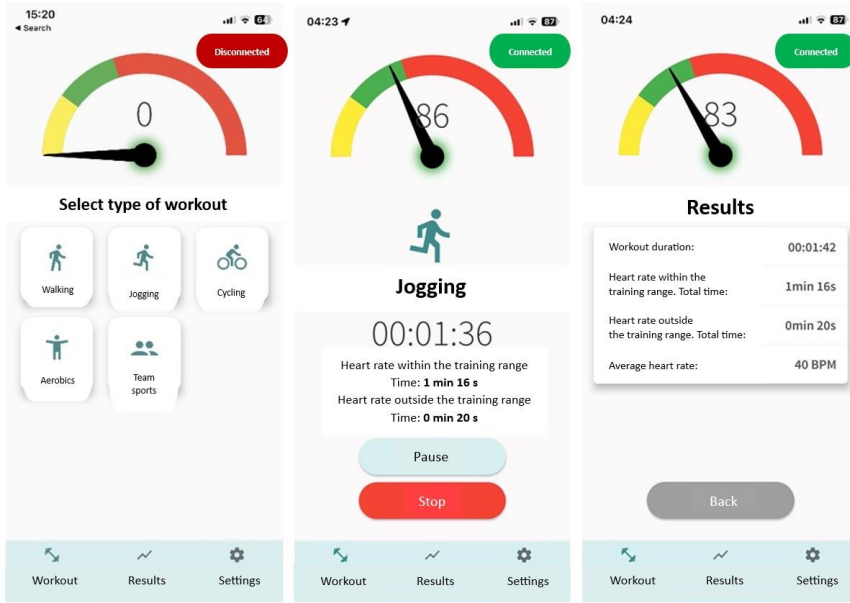 15:20
64
◀ Search
Disconnected
0
Select type of workout
Walking
Jogging
Cycling
Aerobics
Team
sports
Workout
Results
Settings
04:23
87
Connected
86
Jogging
00:01:36
Heart rate within the training range
Time: 1 min 16 s
Heart rate outside the training range
Time: 0 min 20 s
Pause
Stop
Workout
Results
Settings
04:24
87
Connected
83
Results
Workout duration: 00:01:42
Heart rate within the
training range. Total time: 1min 16s
Heart rate outside
the training range. Total time: 0min 20s
Average heart rate: 40 BPM
Back
Workout
Results
Settings